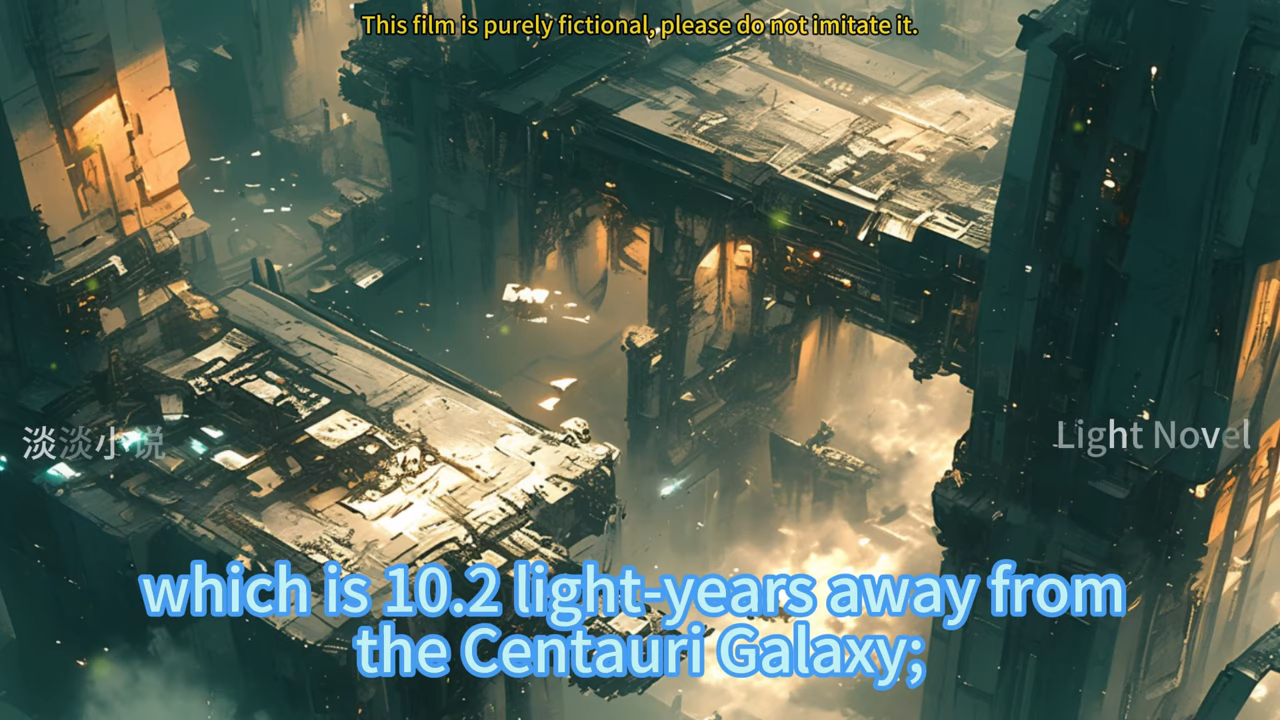 This film is purely fictional, please do not imitate it.
淡淡小说
Light Novel
which is 10.2 light-years away from
the Centauri Galaxy;